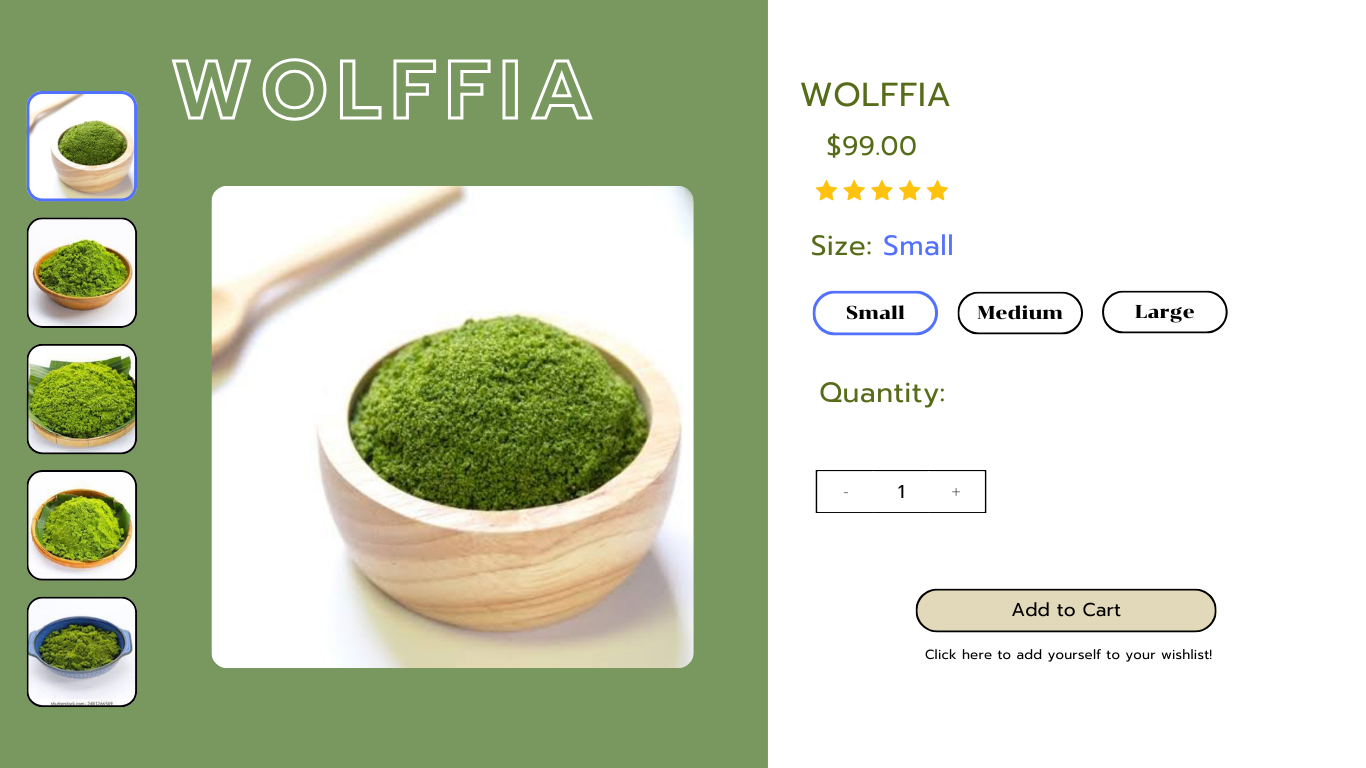 WOLFFIA
WOLFFIA
$99.00
Size: Small
Small Medium Large
Quantity:
- 1 +
Add to Cart
Click here to add yourself to your wishlist!